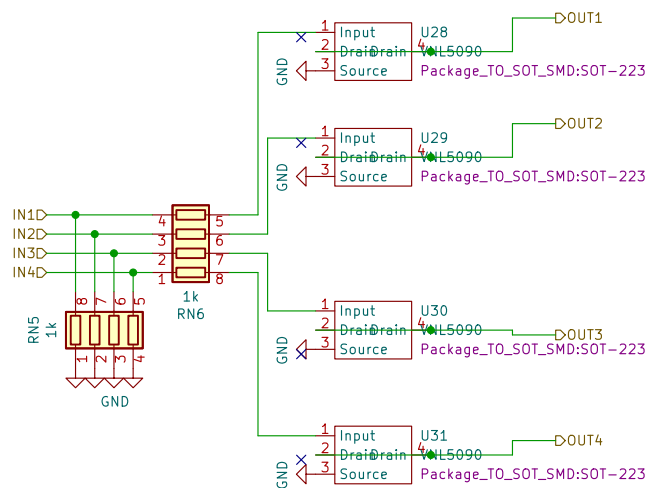 OUT1
1 Input U28
2 Drain Drain 4 VNL5090
GND 3 Source Package_TO_SOT_SMD:SOT-223
OUT2
1 Input U29
2 Drain Drain 4 VNL5090
GND 3 Source Package_TO_SOT_SMD:SOT-223
IN1 4 5
IN2 3 6
IN3 2 7
IN4 1 8
1k
RN6
8 7 6 5
RN5
1k
1 2 3 4
GND
1 Input U30
2 Drain Drain 4 VNL5090
OUT3
GND 3 Source Package_TO_SOT_SMD:SOT-223
1 Input U31
OUT4
2 Drain Drain 4 VNL5090
GND 3 Source Package_TO_SOT_SMD:SOT-223